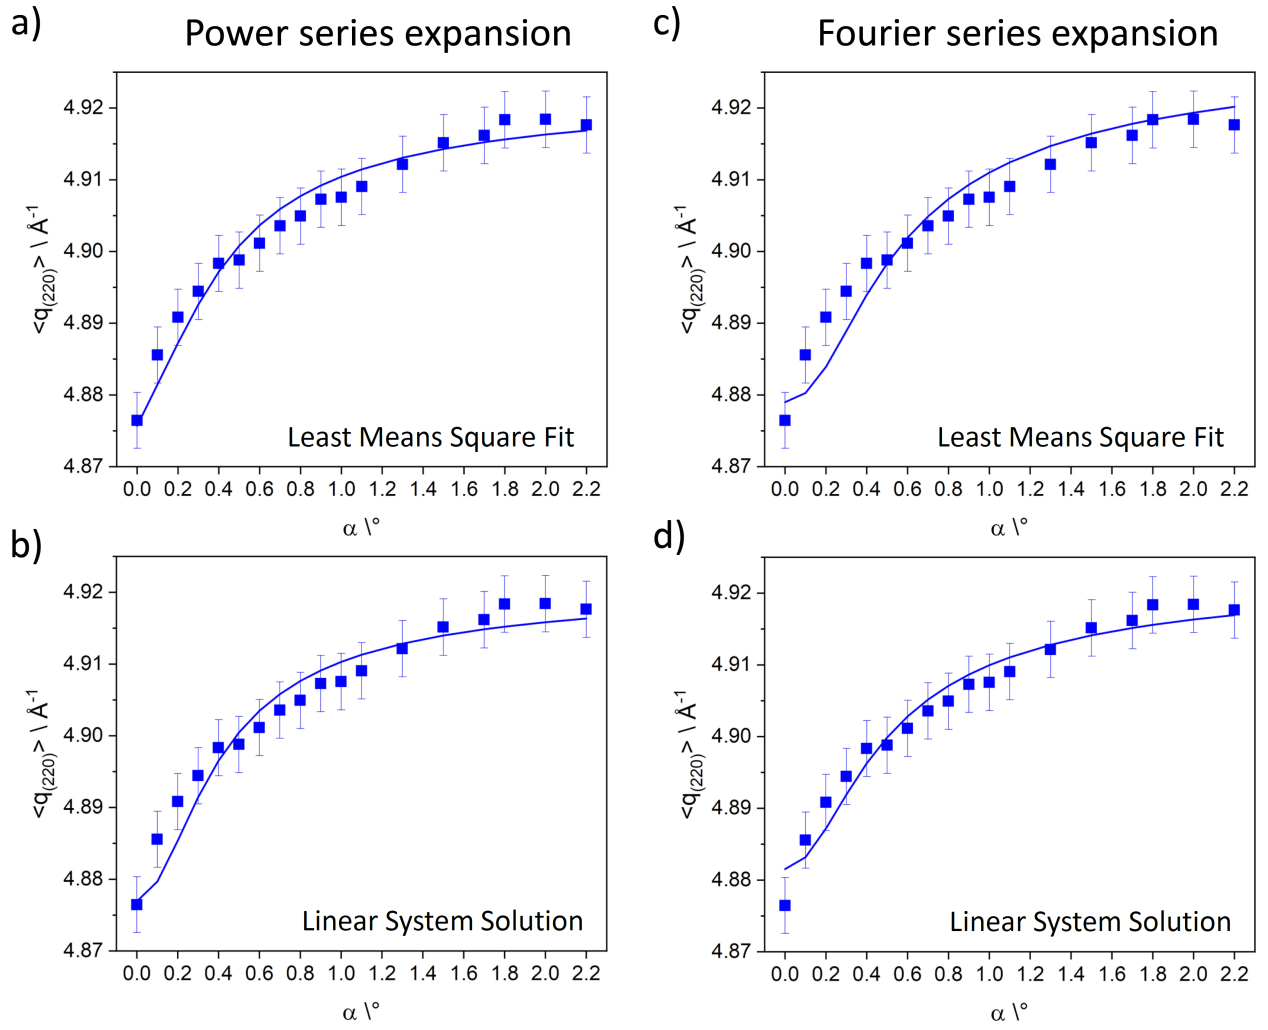 a)
Power series expansion
4.92
4.91
4.90
4.89
4.88
4.87
<q(220)> \ Å-1
Least Means Square Fit
0.0 0.2 0.4 0.6 0.8 1.0 1.2 1.4 1.6 1.8 2.0 2.2
α \°
c)
Fourier series expansion
4.92
4.91
4.90
4.89
4.88
4.87
<q(220)> \ Å-1
Least Means Square Fit
0.0 0.2 0.4 0.6 0.8 1.0 1.2 1.4 1.6 1.8 2.0 2.2
α \°
b)
4.92
4.91
4.90
4.89
4.88
4.87
<q(220)> \ Å-1
Linear System Solution
0.0 0.2 0.4 0.6 0.8 1.0 1.2 1.4 1.6 1.8 2.0 2.2
α \°
d)
4.92
4.91
4.90
4.89
4.88
4.87
<q(220)> \ Å-1
Linear System Solution
0.0 0.2 0.4 0.6 0.8 1.0 1.2 1.4 1.6 1.8 2.0 2.2
α \°